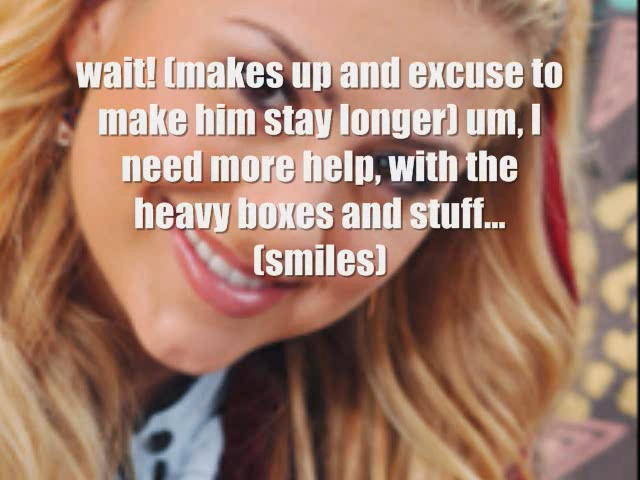 wait! (makes up and excuse to
make him stay longer) um, I
need more help, with the
heavy boxes and stuff...
(smiles)